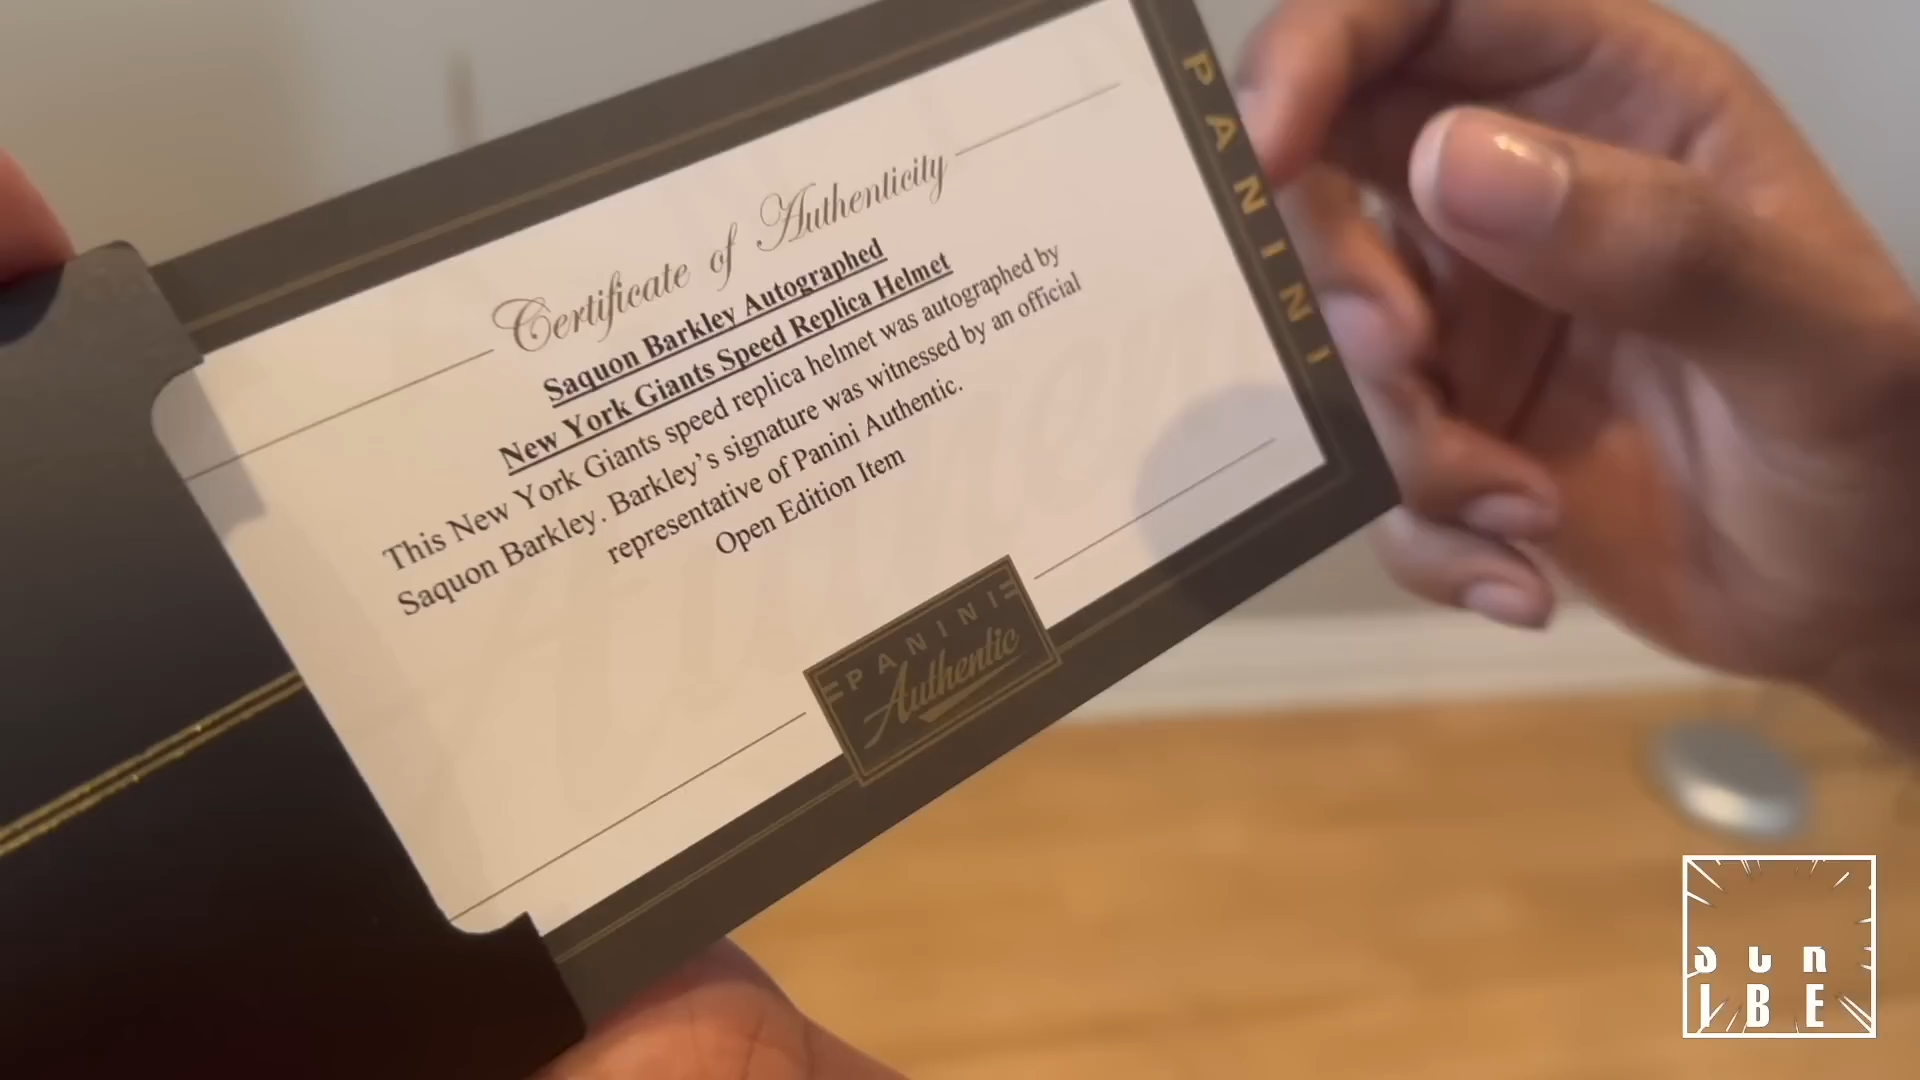 Certificate of Authenticity
Saquon Barkley Autographed
New York Giants Speed Replica Helmet
This New York Giants speed replica helmet was autographed by
Saquon Barkley. Barkley’s signature was witnessed by an official
representative of Panini Authentic.
Open Edition Item
PANINI
Authentic
PANINI
IBE